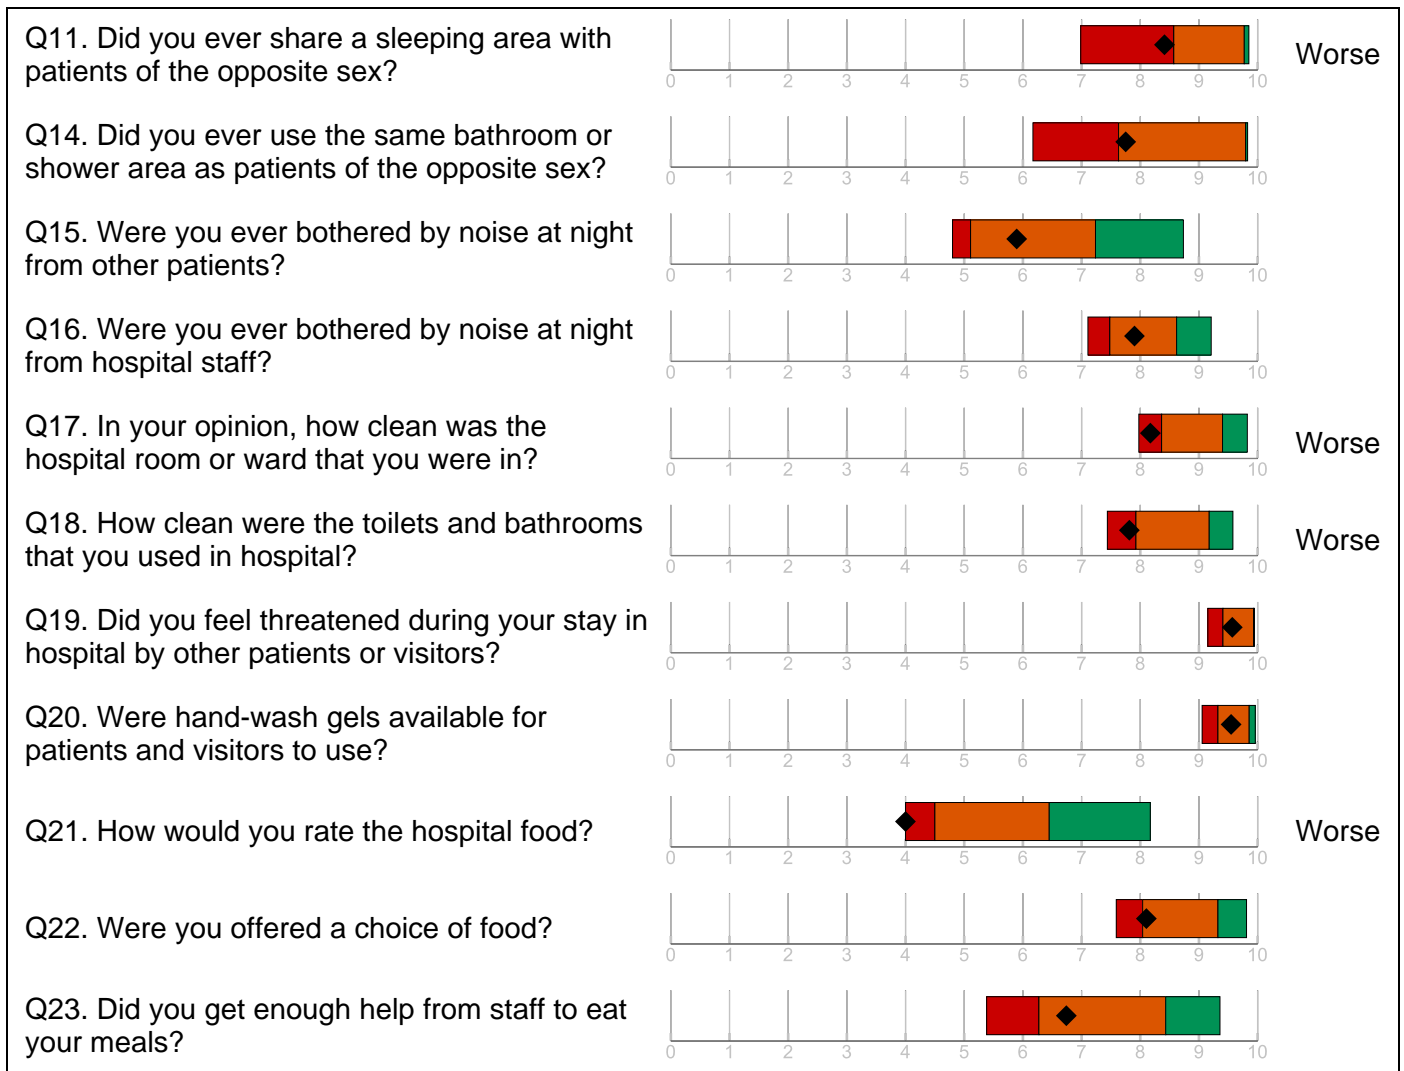 Q11. Did you ever share a sleeping area with
patients of the opposite sex?
Worse
0 1 2 3 4 5 6 7 8 9 10
Q14. Did you ever use the same bathroom or
shower area as patients of the opposite sex?
0 1 2 3 4 5 6 7 8 9 10
Q15. Were you ever bothered by noise at night
from other patients?
0 1 2 3 4 5 6 7 8 9 10
Q16. Were you ever bothered by noise at night
from hospital staff?
0 1 2 3 4 5 6 7 8 9 10
Q17. In your opinion, how clean was the
hospital room or ward that you were in?
Worse
0 1 2 3 4 5 6 7 8 9 10
Q18. How clean were the toilets and bathrooms
that you used in hospital?
Worse
0 1 2 3 4 5 6 7 8 9 10
Q19. Did you feel threatened during your stay in
hospital by other patients or visitors?
0 1 2 3 4 5 6 7 8 9 10
Q20. Were hand-wash gels available for
patients and visitors to use?
0 1 2 3 4 5 6 7 8 9 10
Q21. How would you rate the hospital food?
Worse
0 1 2 3 4 5 6 7 8 9 10
Q22. Were you offered a choice of food?
0 1 2 3 4 5 6 7 8 9 10
Q23. Did you get enough help from staff to eat
your meals?
0 1 2 3 4 5 6 7 8 9 10